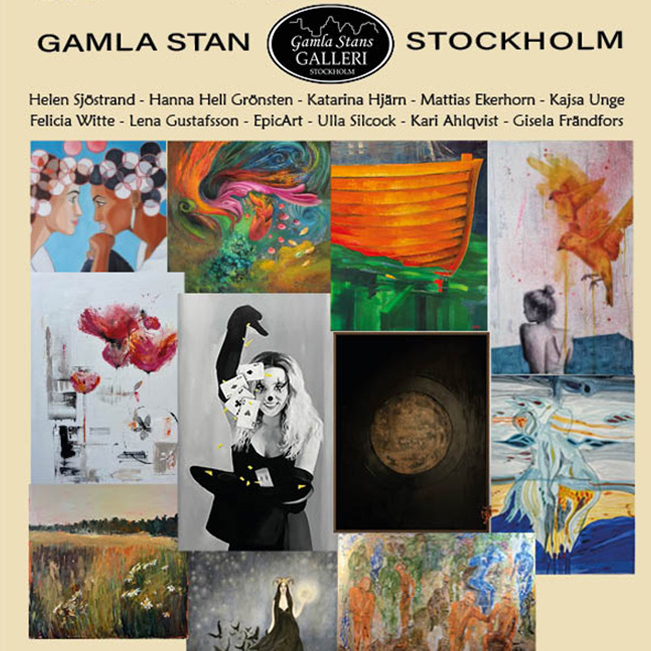 GAMLA STAN
Gamla Stans
GALLERI
STOCKHOLM
STOCKHOLM
Helen Sjöstrand - Hanna Hell Grönsten - Katarina Hjärn - Mattias Ekerhorn - Kajsa Unge
Felicia Witte - Lena Gustafsson - EpicArt - Ulla Silcock - Kari Ahlqvist - Gisela Frändfors